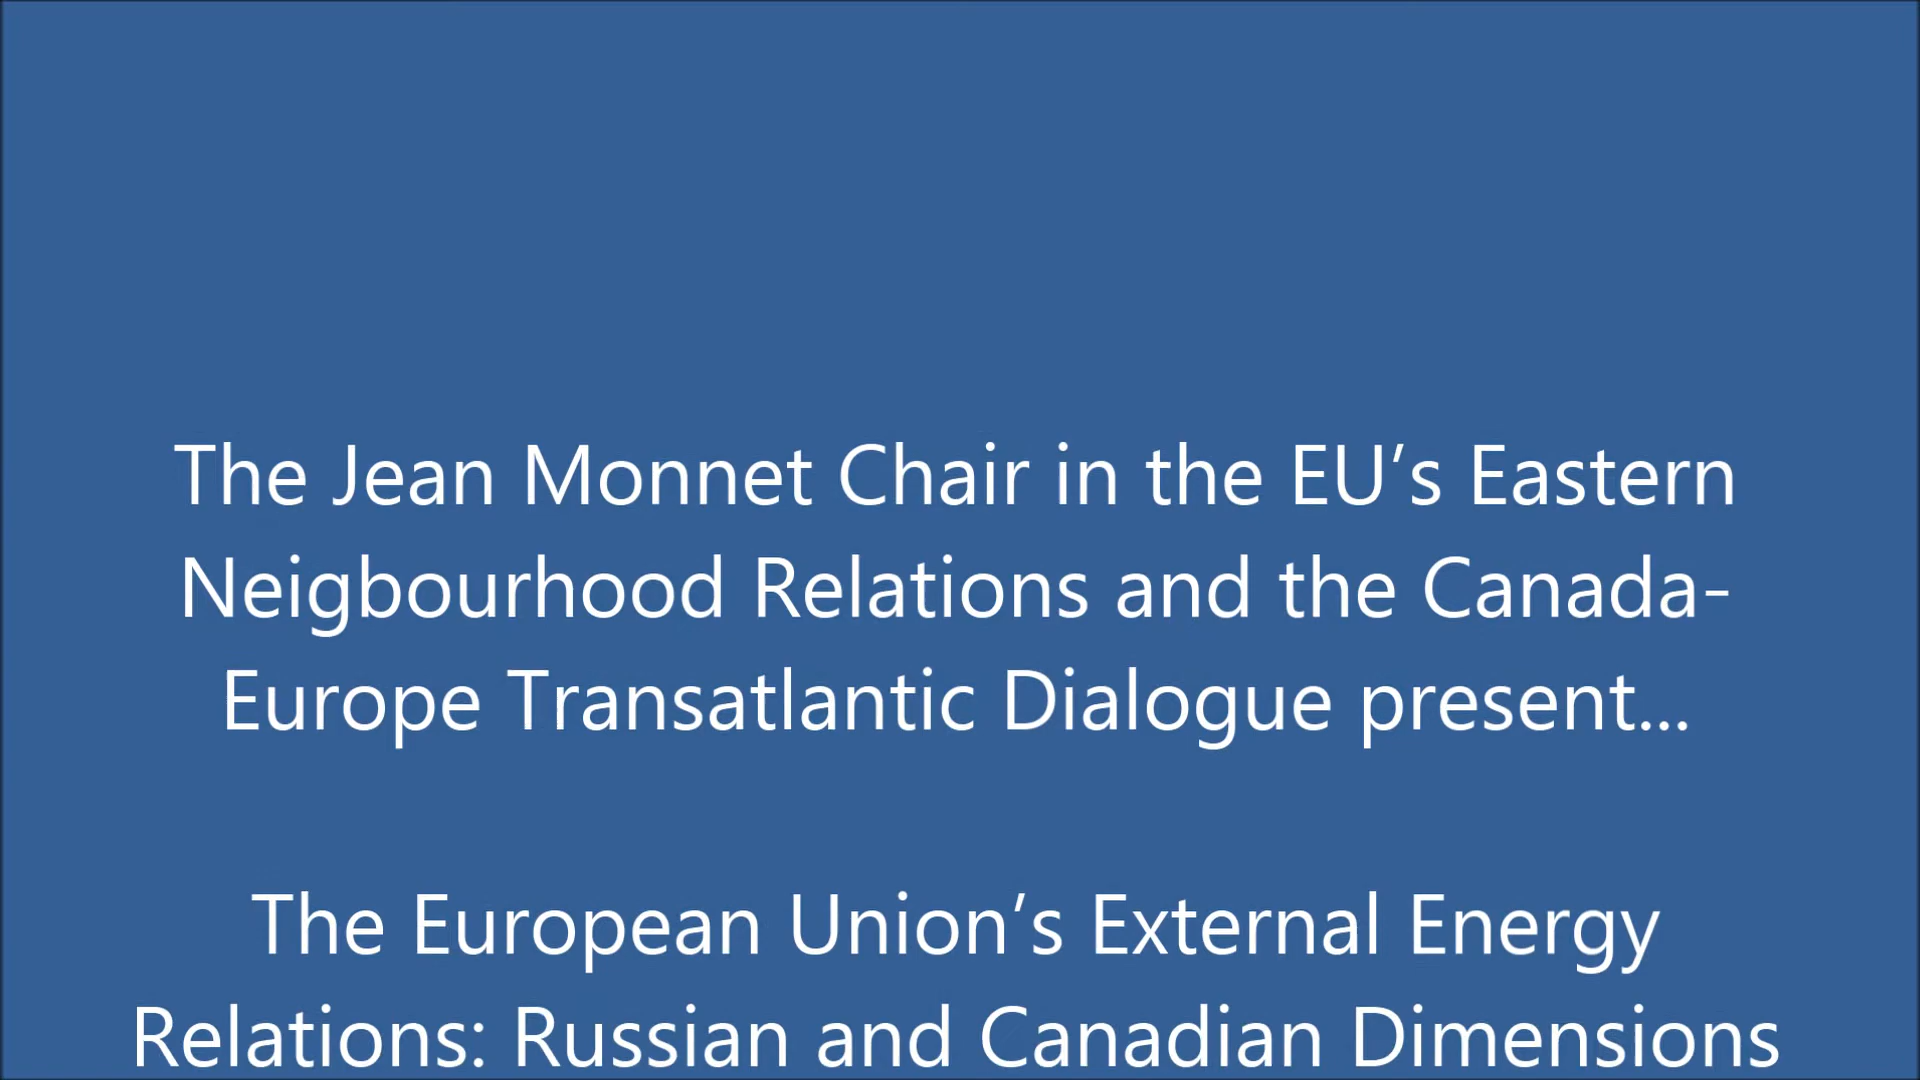 The Jean Monnet Chair in the EU’s Eastern
Neigbourhood Relations and the Canada-
Europe Transatlantic Dialogue present...
The European Union’s External Energy
Relations: Russian and Canadian Dimensions